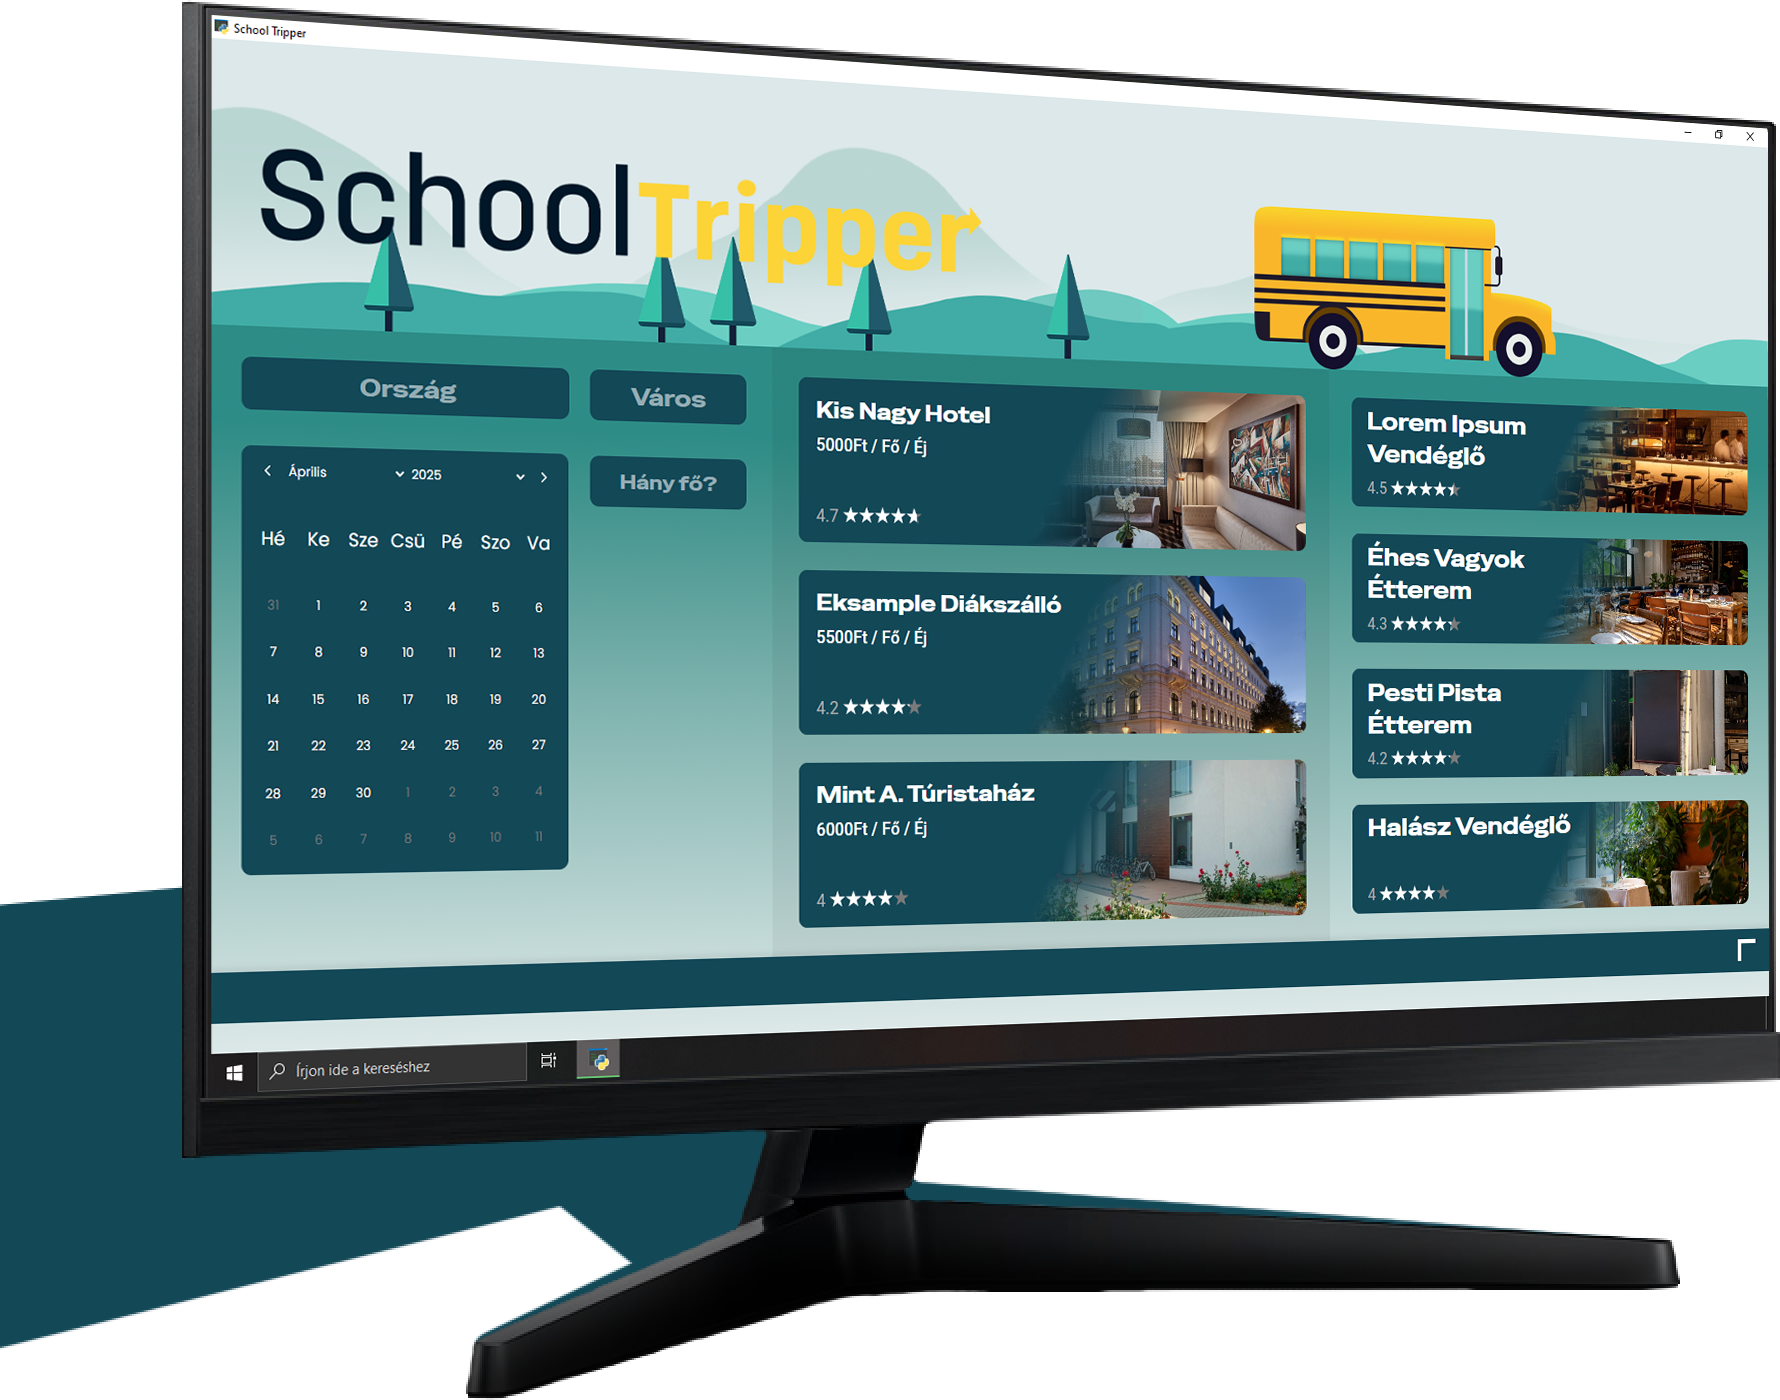 School Tripper
SchoolTripper
Ország
Város
Április 2025
Hány fő?
Hé Ke Sze Csü Pé Szo Va
31 1 2 3 4 5 6
7 8 9 10 11 12 13
14 15 16 17 18 19 20
21 22 23 24 25 26 27
28 29 30 1 2 3 4
5 6 7 8 9 10 11
Kis Nagy Hotel
5000Ft / Fő / Éj
4.7
Eksample Diákszálló
5500Ft / Fő / Éj
4.2
Mint A. Túristaház
6000Ft / Fő / Éj
4
Lorem Ipsum
Vendéglő
4.5
Éhes Vagyok
Étterem
4.3
Pesti Pista
Étterem
4.2
Halász Vendéglő
4
Írjon ide a kereséshez